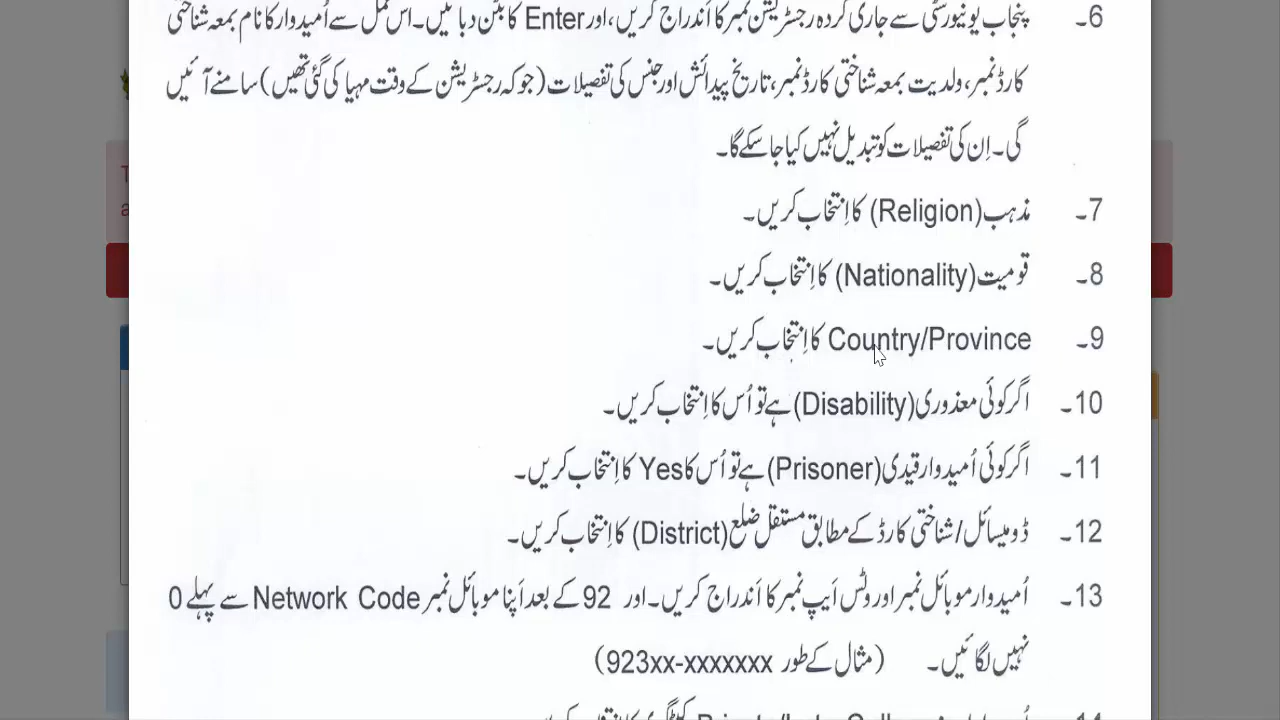 6۔ پنجاب یونیورسٹی سے جاری کردہ رجسٹریشن نمبر کا اَندراج کریں، اور Enter کا بٹن دبائیں۔ اس عمل سے اُمیدوار کا نام بمعہ شناختی
کارڈ نمبر، ولدیت بمعہ شناختی کارڈ نمبر، تاریخ پیدائش اور جنس کی تفصیلات (جو کہ رجسٹریشن کے وقت مہیا کی گئی تھیں) سامنے آئیں
گی۔ اِن کی تفصیلات کو تبدیل نہیں کیا جا سکے گا۔
7۔ مذہب (Religion) کا اِنتخاب کریں۔
8۔ قومیت (Nationality) کا اِنتخاب کریں۔
9۔ Country/Province کا اِنتخاب کریں۔
10۔ اگر کوئی معذوری (Disability) ہے تو اُس کا اِنتخاب کریں۔
11۔ اگر کوئی اُمیدوار قیدی (Prisoner) ہے تو اُس کا Yes کا اِنتخاب کریں۔
12۔ ڈومیسائل/شناختی کارڈ کے مطابق مستقل ضلع (District) کا اِنتخاب کریں۔
13۔ اُمیدوار موبائل نمبر اور وٹس اَیپ نمبر کا اَندراج کریں۔ اور 92 کے بعد اَپنا موبائل نمبر Network Code سے پہلے 0
نہیں لگائیں۔ (مثال کے طور 923xx-xxxxxxx)